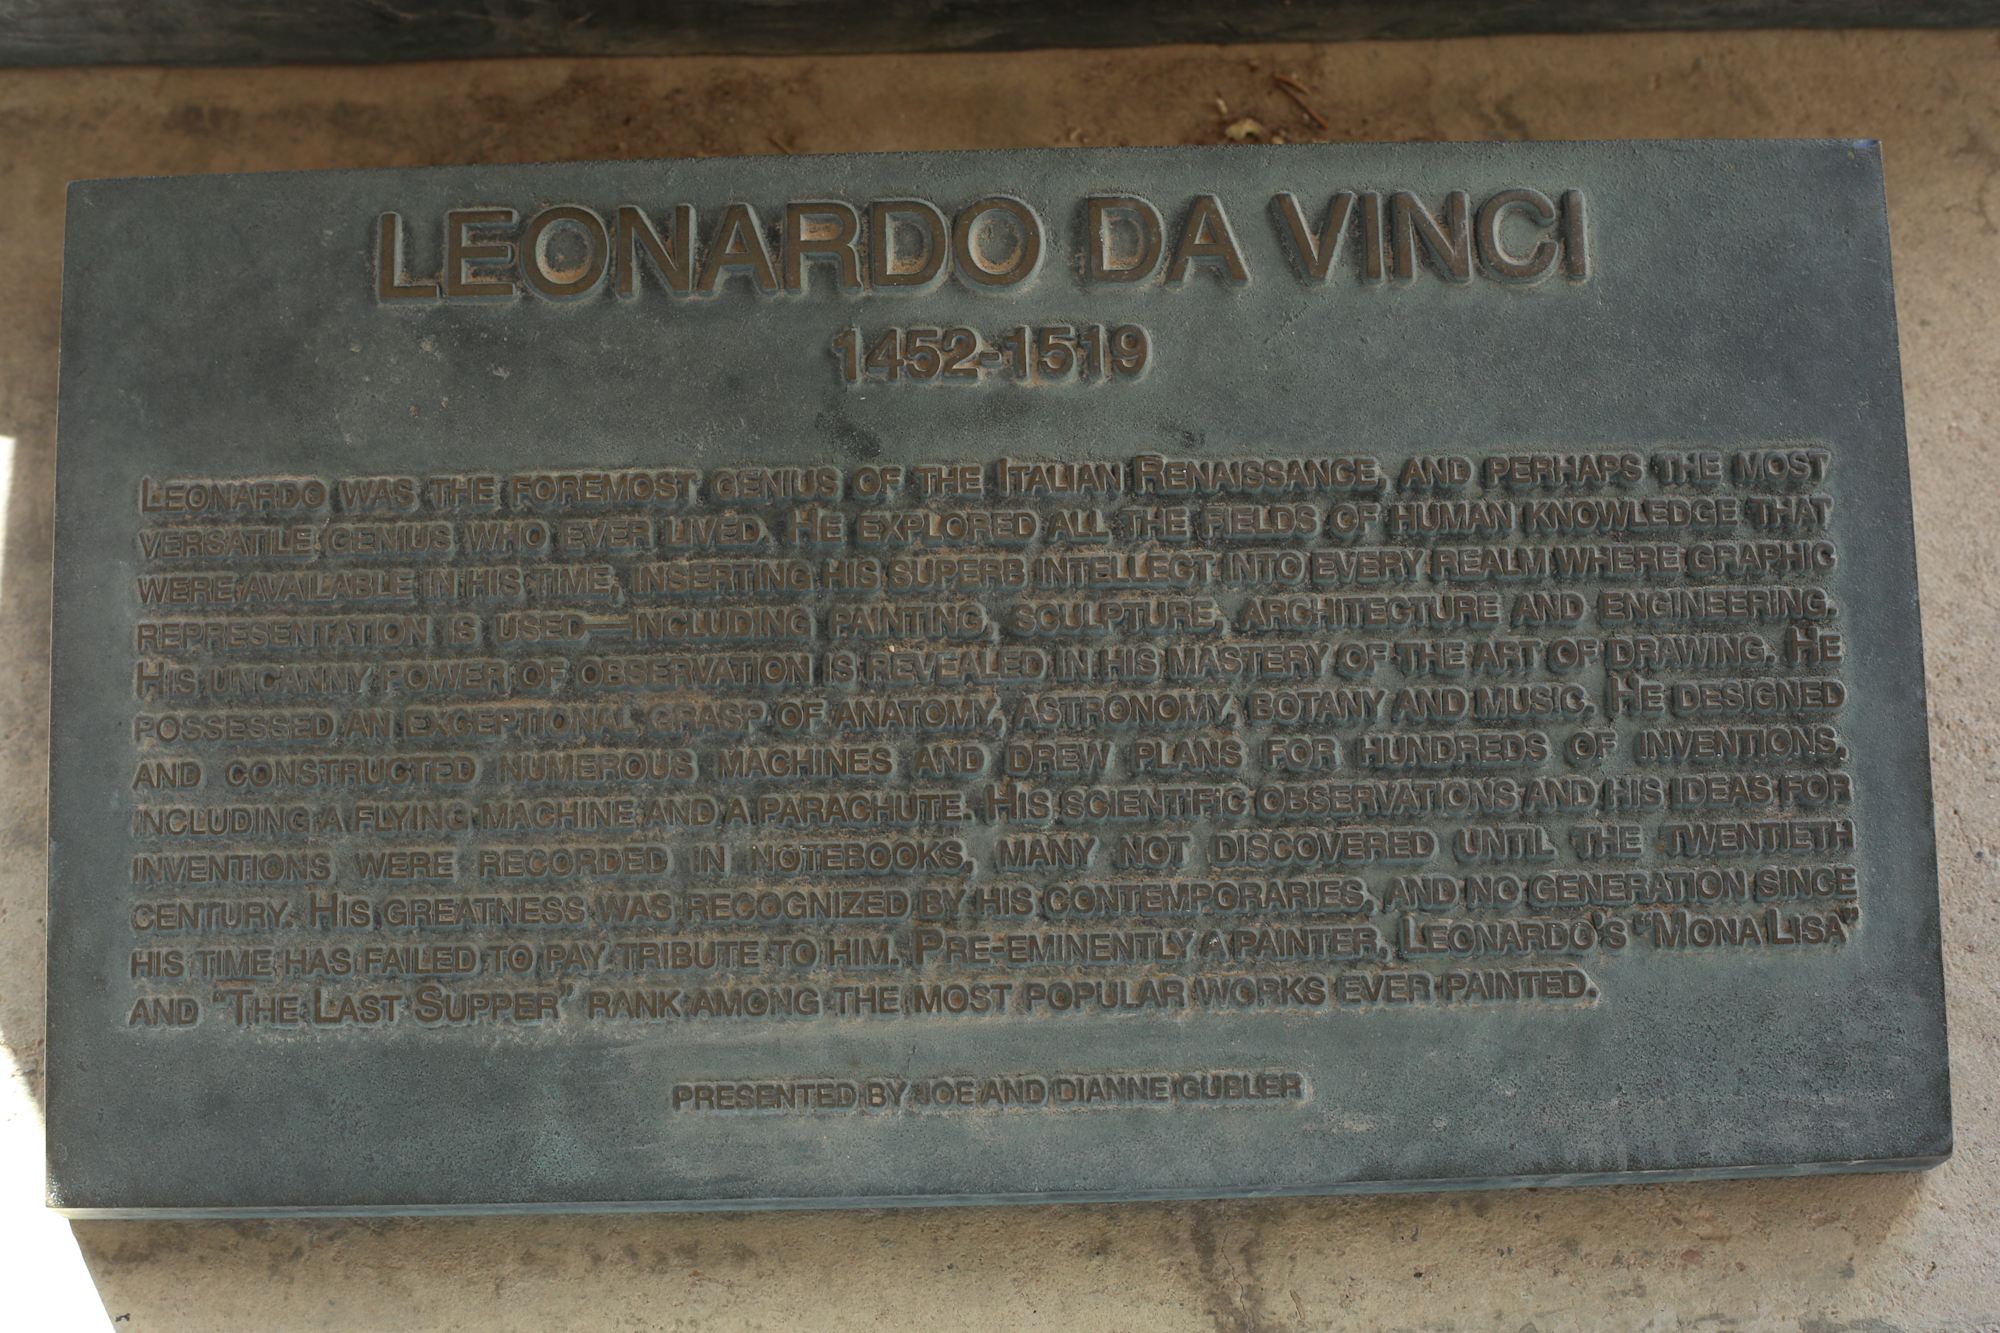 LEONARDO DA VINCI
1452-1519
LEONARDO WAS THE FOREMOST GENIUS OF THE ITALIAN RENAISSANCE, AND PERHAPS THE MOST
VERSATILE GENIUS WHO EVER LIVED. HE EXPLORED ALL THE FIELDS OF HUMAN KNOWLEDGE THAT
WERE AVAILABLE IN HIS TIME, INSERTING HIS SUPERB INTELLECT INTO EVERY REALM WHERE GRAPHIC
REPRESENTATION IS USED—INCLUDING PAINTING, SCULPTURE, ARCHITECTURE AND ENGINEERING.
HIS UNCANNY POWER OF OBSERVATION IS REVEALED IN HIS MASTERY OF THE ART OF DRAWING. HE
POSSESSED AN EXCEPTIONAL GRASP OF ANATOMY, ASTRONOMY, BOTANY AND MUSIC. HE DESIGNED
AND CONSTRUCTED NUMEROUS MACHINES AND DREW PLANS FOR HUNDREDS OF INVENTIONS,
INCLUDING A FLYING MACHINE AND A PARACHUTE. HIS SCIENTIFIC OBSERVATIONS AND HIS IDEAS FOR
INVENTIONS WERE RECORDED IN NOTEBOOKS, MANY NOT DISCOVERED UNTIL THE TWENTIETH
CENTURY. HIS GREATNESS WAS RECOGNIZED BY HIS CONTEMPORARIES, AND NO GENERATION SINCE
HIS TIME HAS FAILED TO PAY TRIBUTE TO HIM. PRE-EMINENTLY A PAINTER, LEONARDO'S "MONA LISA"
AND "THE LAST SUPPER" RANK AMONG THE MOST POPULAR WORKS EVER PAINTED.
PRESENTED BY JOE AND DIANNE GUBLER